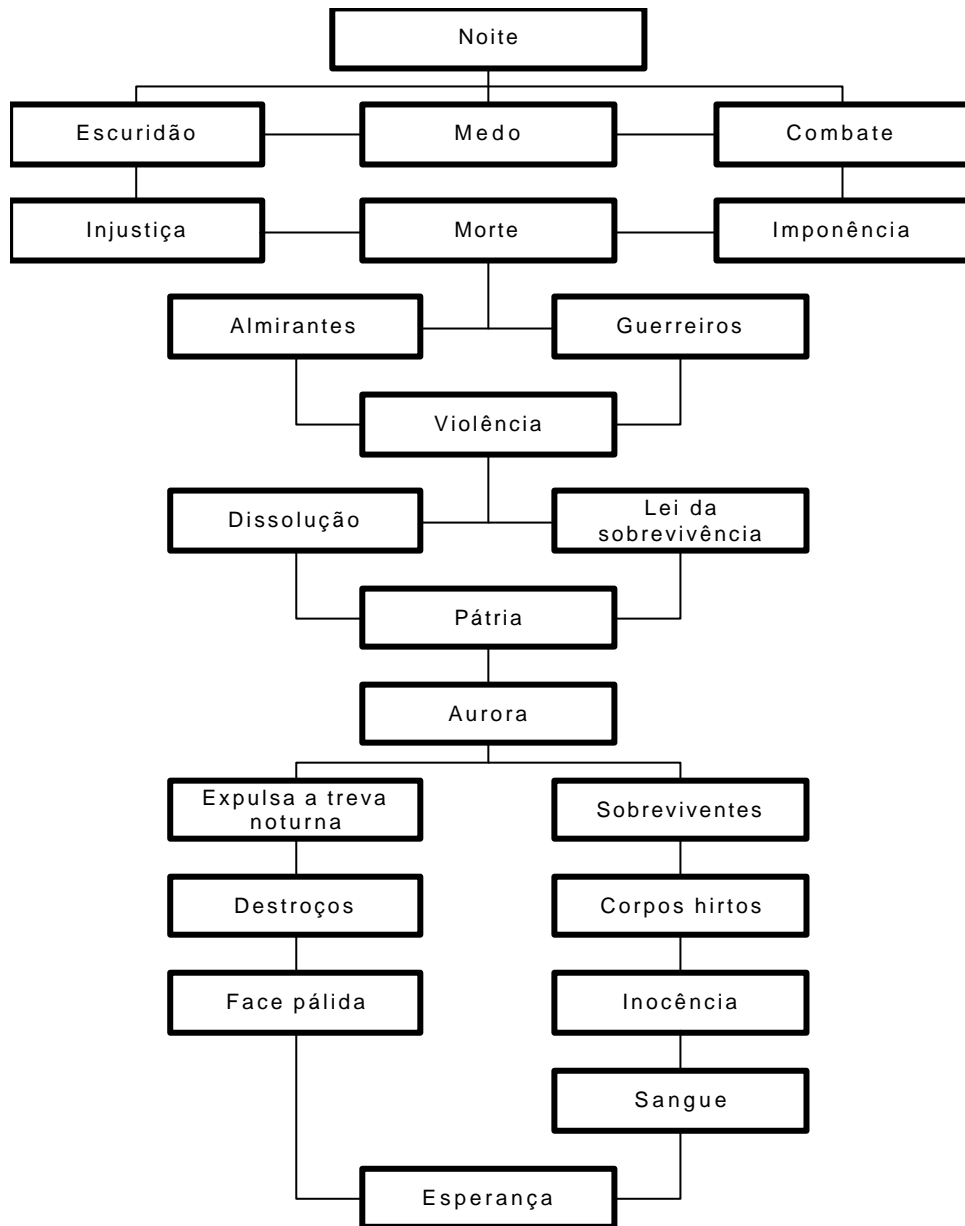 Noite
Escuridão
Medo
Combate
Injustiça
Morte
Imponência
Almirantes
Guerreiros
Violência
Dissolução
Lei da
sobrevivência
Pátria
Aurora
Expulsa a treva
noturna
Sobreviventes
Destroços
Corpos hirtos
Face pálida
Inocência
Sangue
Esperança